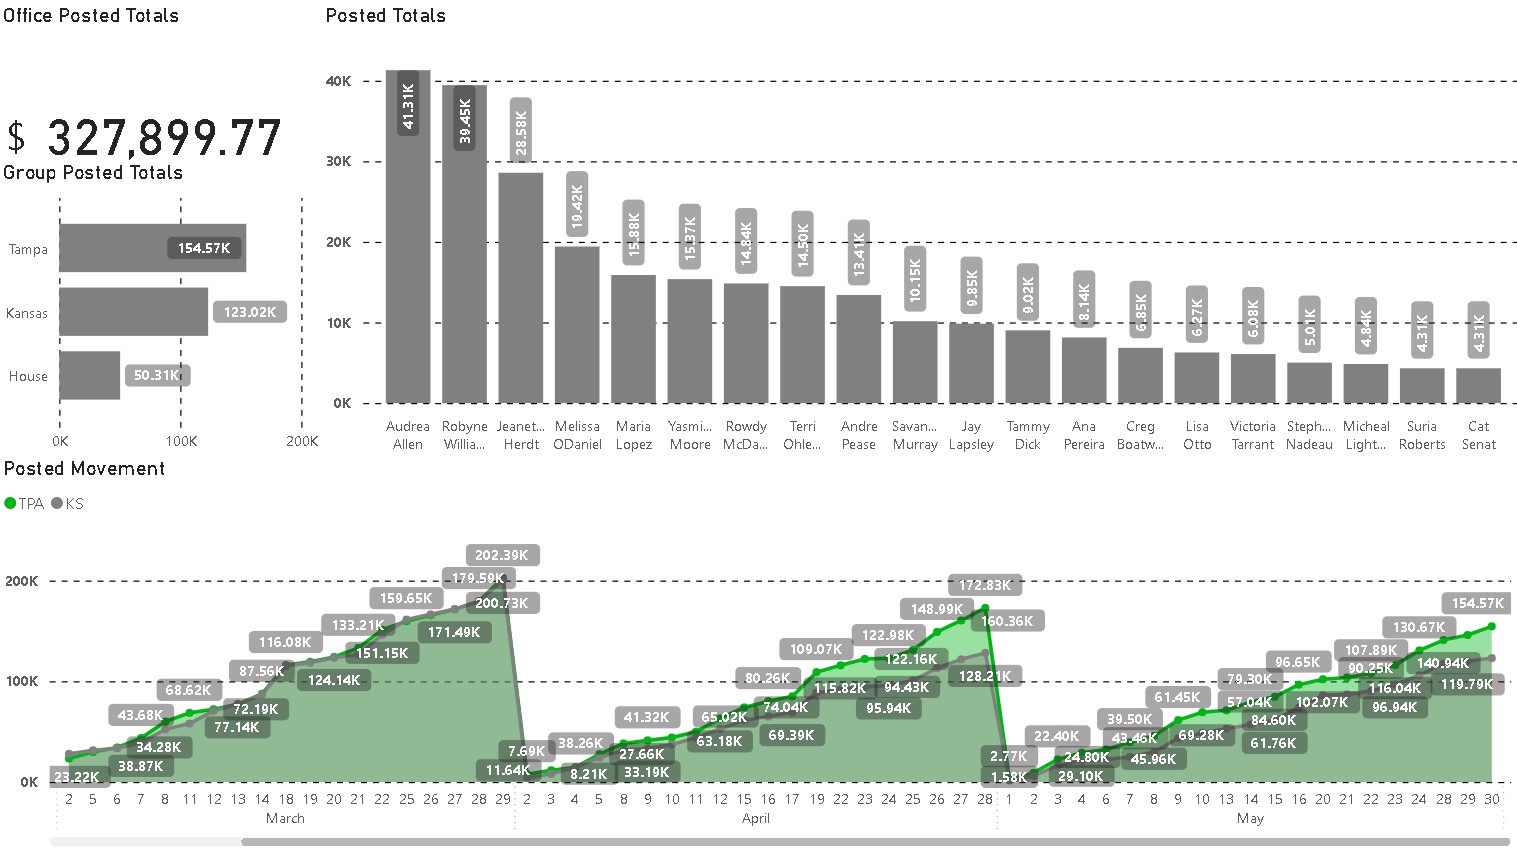 Office Posted Totals
$ 327,899.77
Group Posted Totals
Tampa 154.57K
Kansas 123.02K
House 50.31K
0K 100K 200K
Posted Totals
40K
30K
20K
10K
0K
41.31K 39.45K 28.58K 19.42K 15.88K 15.37K 14.84K 14.50K 13.41K 10.15K 9.85K 9.02K 8.14K 6.85K 6.27K 6.08K 5.01K 4.84K 4.31K 4.31K
Audrea Robyne Jeanet... Melissa Maria Yasmi... Rowdy Terri Andre Savan... Jay Tammy Ana Creg Lisa Victoria Steph... Micheal Suria Cat
Allen Willia... Herdt ODaniel Lopez Moore McDa... Ohle... Pease Murray Lapsley Dick Pereira Boatw... Otto Tarrant Nadeau Light... Roberts Senat
Posted Movement
TPA KS
200K
100K
0K
23.22K 43.68K 38.87K 34.28K 68.62K 77.14K 72.19K 87.56K 116.08K 124.14K 133.21K 151.15K 159.65K 171.49K 179.59K 200.73K 202.39K
7.69K 11.64K 38.26K 8.21K 41.32K 27.66K 33.19K 65.02K 63.18K 80.26K 74.04K 69.39K 109.07K 115.82K 122.98K 95.94K 122.16K 94.43K 148.99K 172.83K 160.36K 128.21K
2.77K 1.58K 22.40K 24.80K 29.10K 39.50K 43.46K 45.96K 61.45K 69.28K 79.30K 57.04K 84.60K 61.76K 96.65K 102.07K 107.89K 90.25K 116.04K 96.94K 130.67K 140.94K 119.79K 154.57
2 5 6 7 8 11 12 13 14 18 19 20 21 22 25 26 27 28 29 2 3 4 5 8 9 10 11 12 15 16 17 19 22 23 24 25 26 27 28 1 2 3 4 6 7 8 9 10 13 14 15 16 20 21 22 23 24 28 29 30
March April May